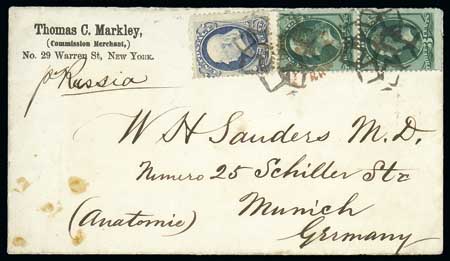 Thomas C. Markley,
(Commission Merchant,)
No. 29 Warren St, New York.
pr Russia
W H Sanders M.D.
Numero 25 Schiller Str
(Anatomie) Munich
Germany